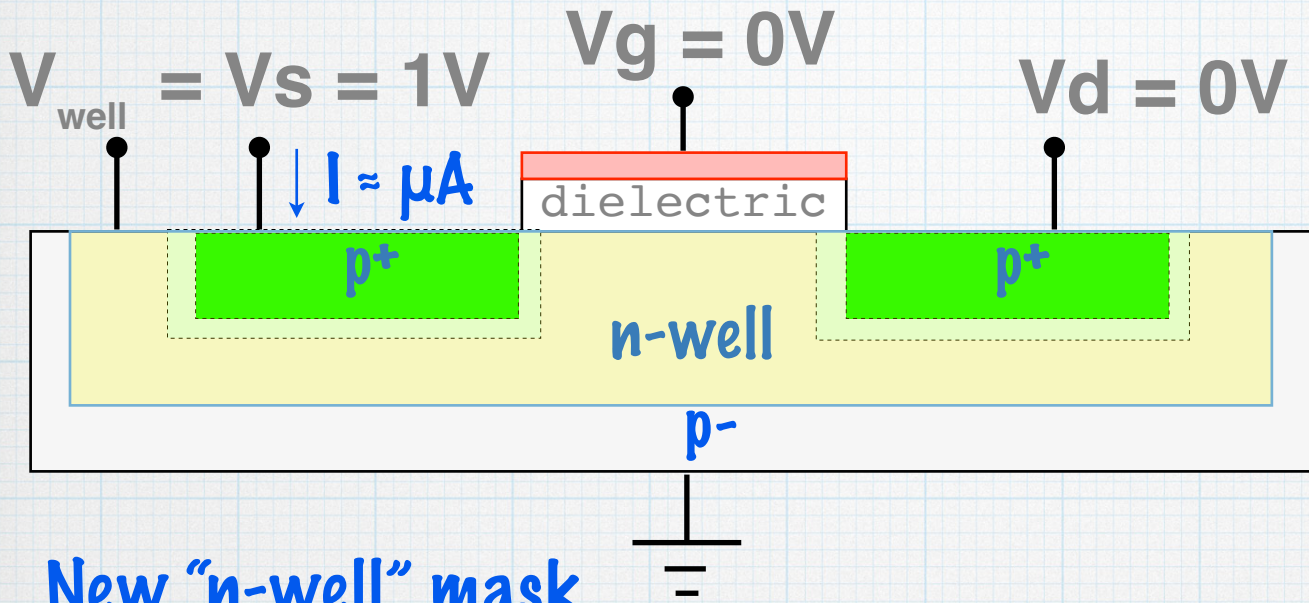 Vg = 0V
V well = Vs = 1V
Vd = 0V
I ≈ µA
dielectric
p+
p+
n-well
p-
New “n-well” mask